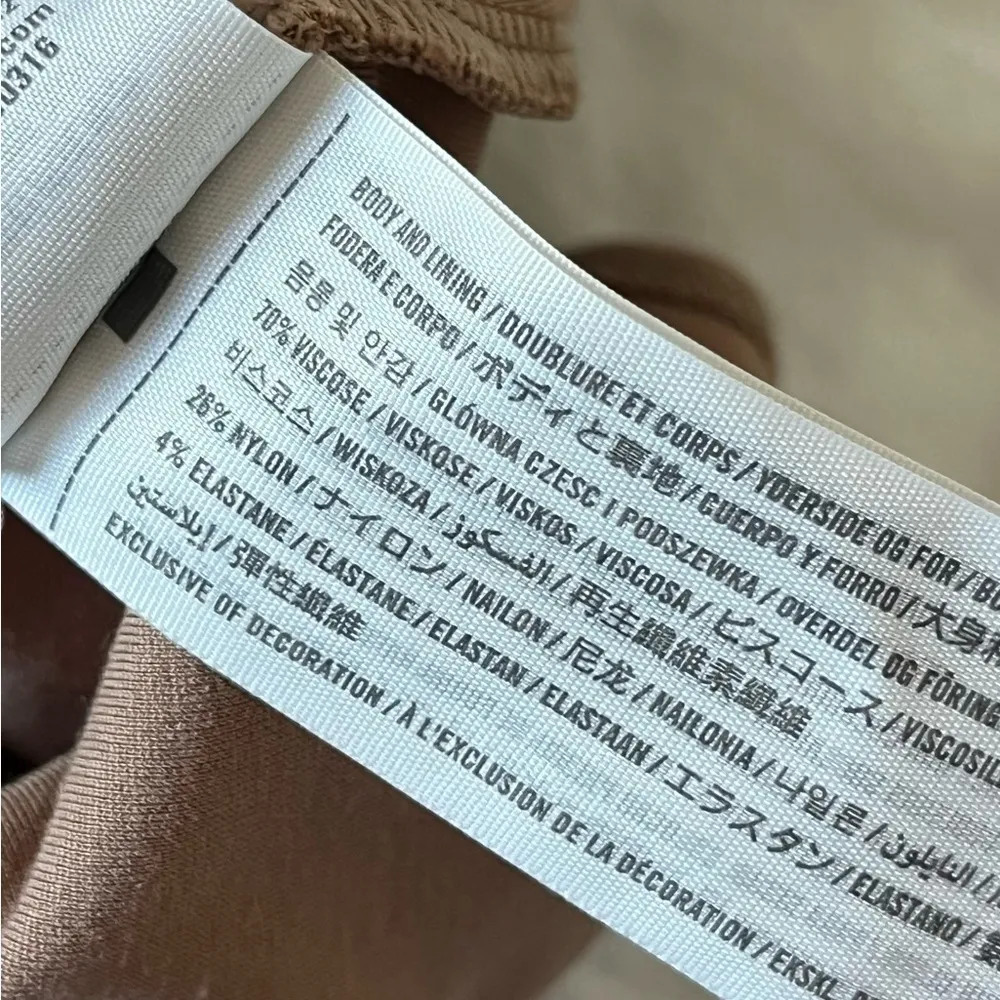 .com
0316
BODY AND LINING / DOUBLURE ET CORPS / YDERSIDE OG FOR /
FODERA E CORPO / ボディと裏地 / CUERPO Y FORRO / 大身
몸통 및 안감 / GLÓWNA CZESC I PODSZEWKA / OVERDEL OG FÔRING
70% VISCOSE / VISKOSE / VISKOS / VISCOSA / ビスコース /
비스코스 / WISKOZA / الفسكوز / 再生纖維素纖維
26% NYLON / ナイロン / NAILON / 尼龙 / NAILONIA / 나일론 / النايلون /
4% ELASTANE / ÉLASTANE / ELASTAN / ELASTAAN / エラスタン / ELASTANO /
إيلاستين / 彈性纖維
EXCLUSIVE OF DECORATION / À L'EXCLUSION DE LA DÉCORATION / EKSKL.